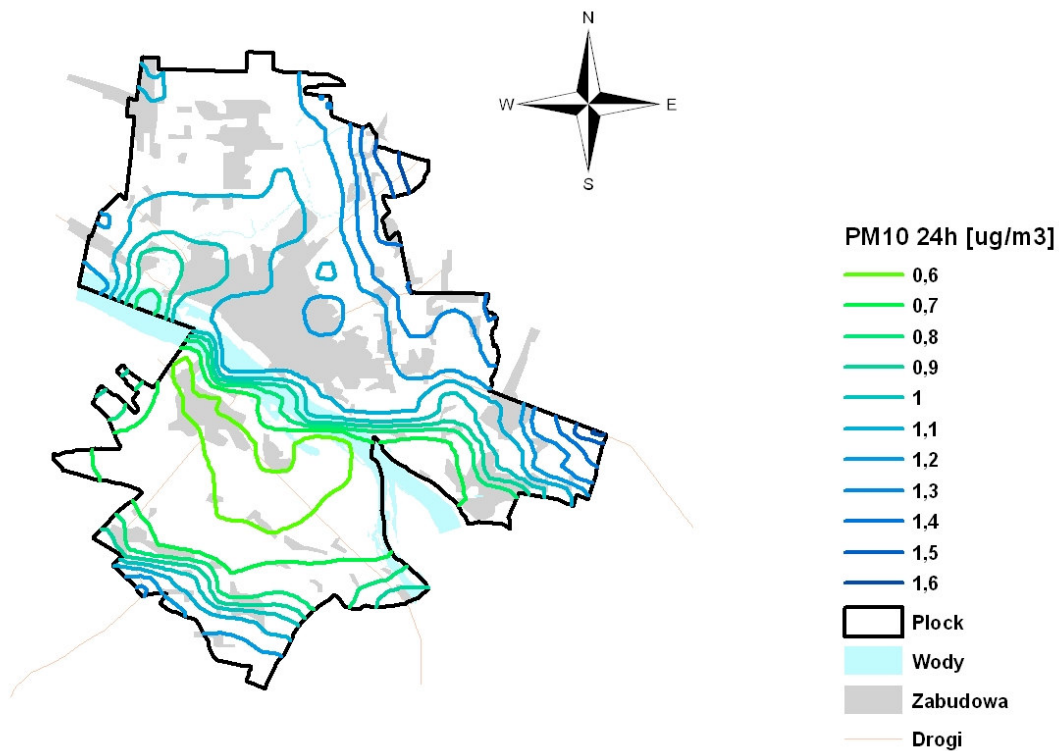 N
W
E
S
PM10 24h [ug/m3]
0,6
0,7
0,8
0,9
1
1,1
1,2
1,3
1,4
1,5
1,6
Plock
Wody
Zabudowa
Drogi